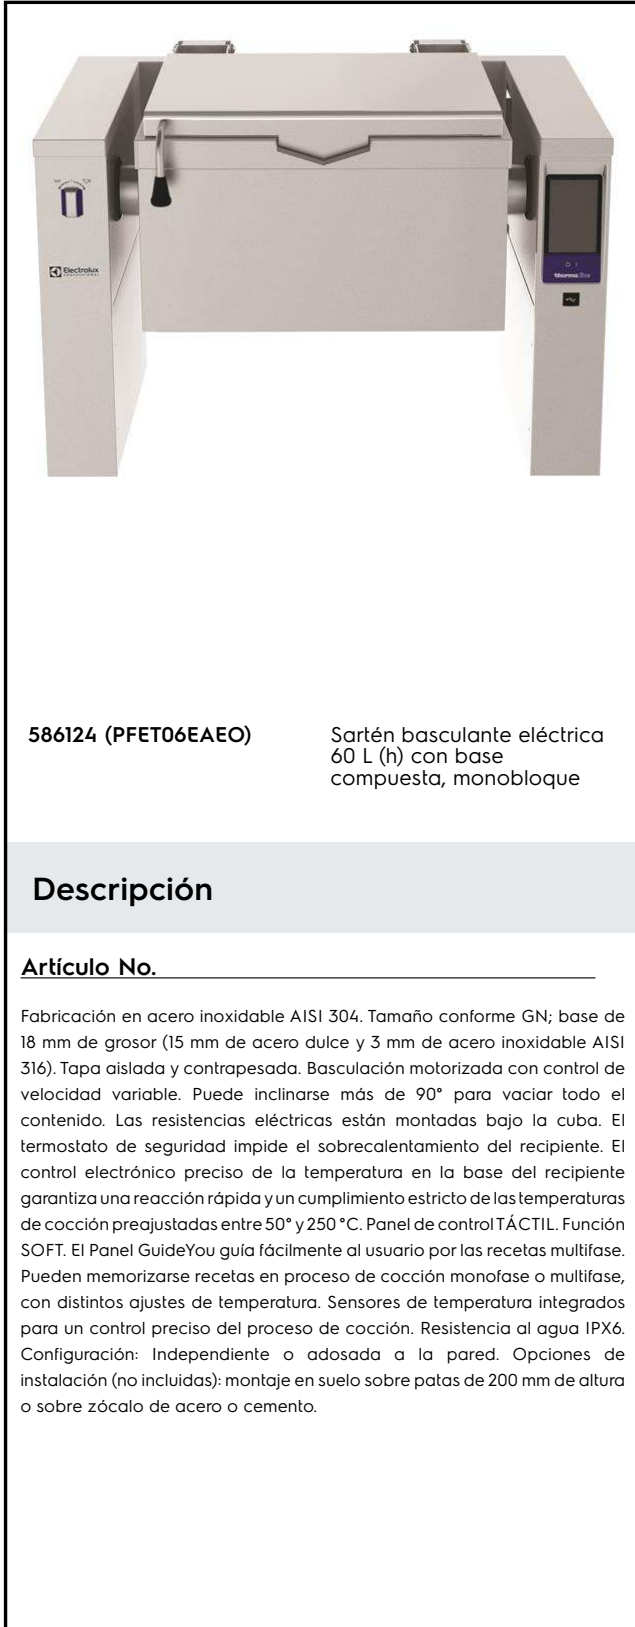 Electrolux
PROFESSIONAL
thermaline
586124 (PFET06EAEO)
Sartén basculante eléctrica
60 L (h) con base
compuesta, monobloque
Descripción
Artículo No.
Fabricación en acero inoxidable AISI 304. Tamaño conforme GN; base de
18 mm de grosor (15 mm de acero dulce y 3 mm de acero inoxidable AISI
316). Tapa aislada y contrapesada. Basculación motorizada con control de
velocidad variable. Puede inclinarse más de 90° para vaciar todo el
contenido. Las resistencias eléctricas están montadas bajo la cuba. El
termostato de seguridad impide el sobrecalentamiento del recipiente. El
control electrónico preciso de la temperatura en la base del recipiente
garantiza una reacción rápida y un cumplimiento estricto de las temperaturas
de cocción preajustadas entre 50° y 250 °C. Panel de control TÁCTIL. Función
SOFT. El Panel GuideYou guía fácilmente al usuario por las recetas multifase.
Pueden memorizarse recetas en proceso de cocción monofase o multifase,
con distintos ajustes de temperatura. Sensores de temperatura integrados
para un control preciso del proceso de cocción. Resistencia al agua IPX6.
Configuración: Independiente o adosada a la pared. Opciones de
instalación (no incluidas): montaje en suelo sobre patas de 200 mm de altura
o sobre zócalo de acero o cemento.